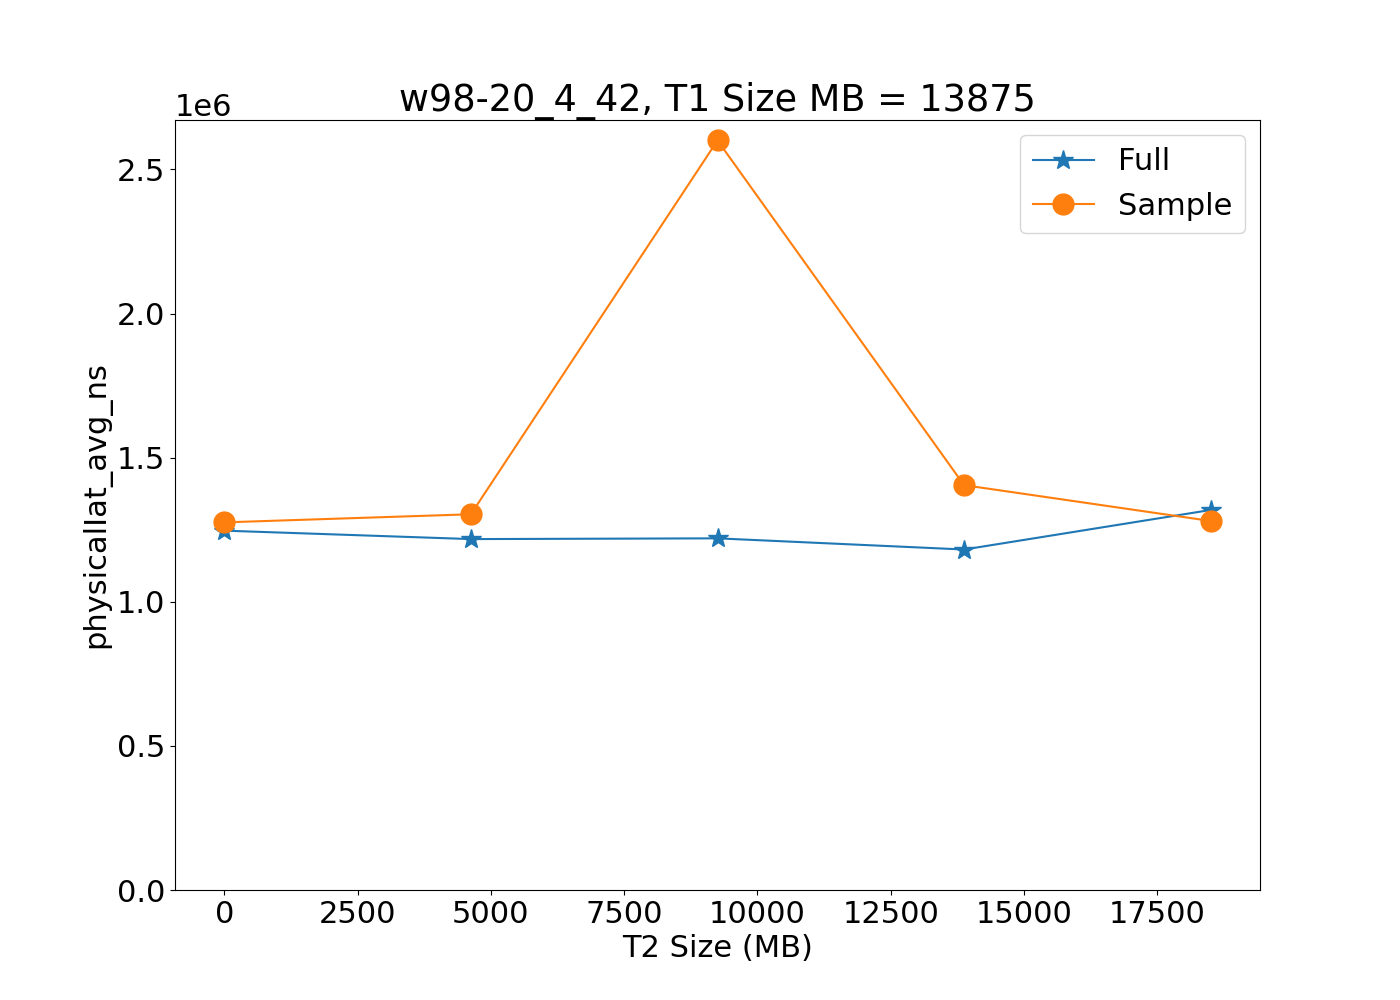 w98-20_4_42, T1 Size MB = 13875
1e6
Full
Sample
2.5
2.0
1.5
1.0
0.5
0.0
physicallat_avg_ns
0 2500 5000 7500 10000 12500 15000 17500
T2 Size (MB)